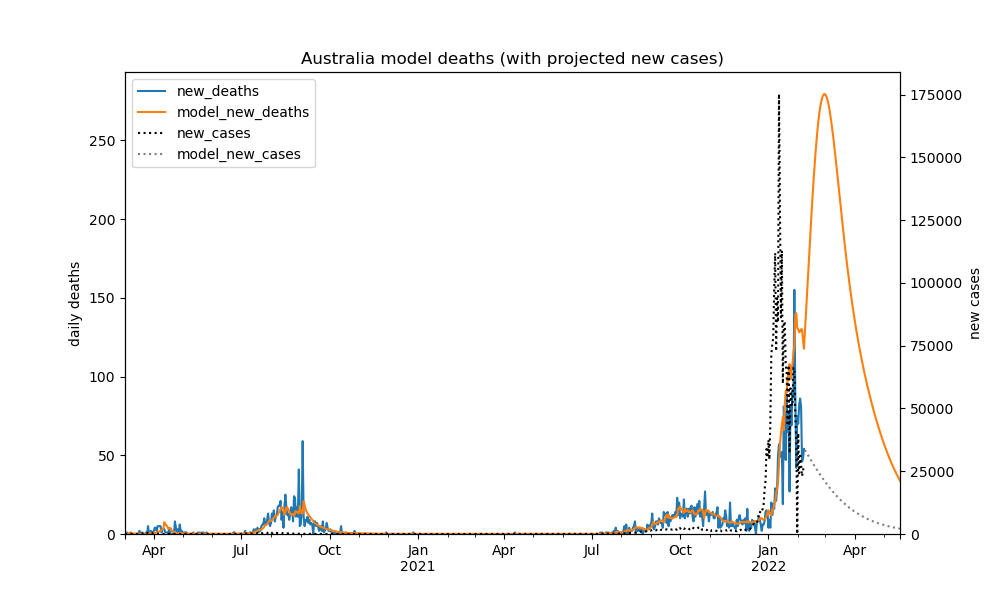 Australia model deaths (with projected new cases)
new_deaths
model_new_deaths
new_cases
model_new_cases
daily deaths
250
200
150
100
50
0
new cases
175000
150000
125000
100000
75000
50000
25000
0
Apr Jul Oct Jan Apr Jul Oct Jan Apr
2021 2022